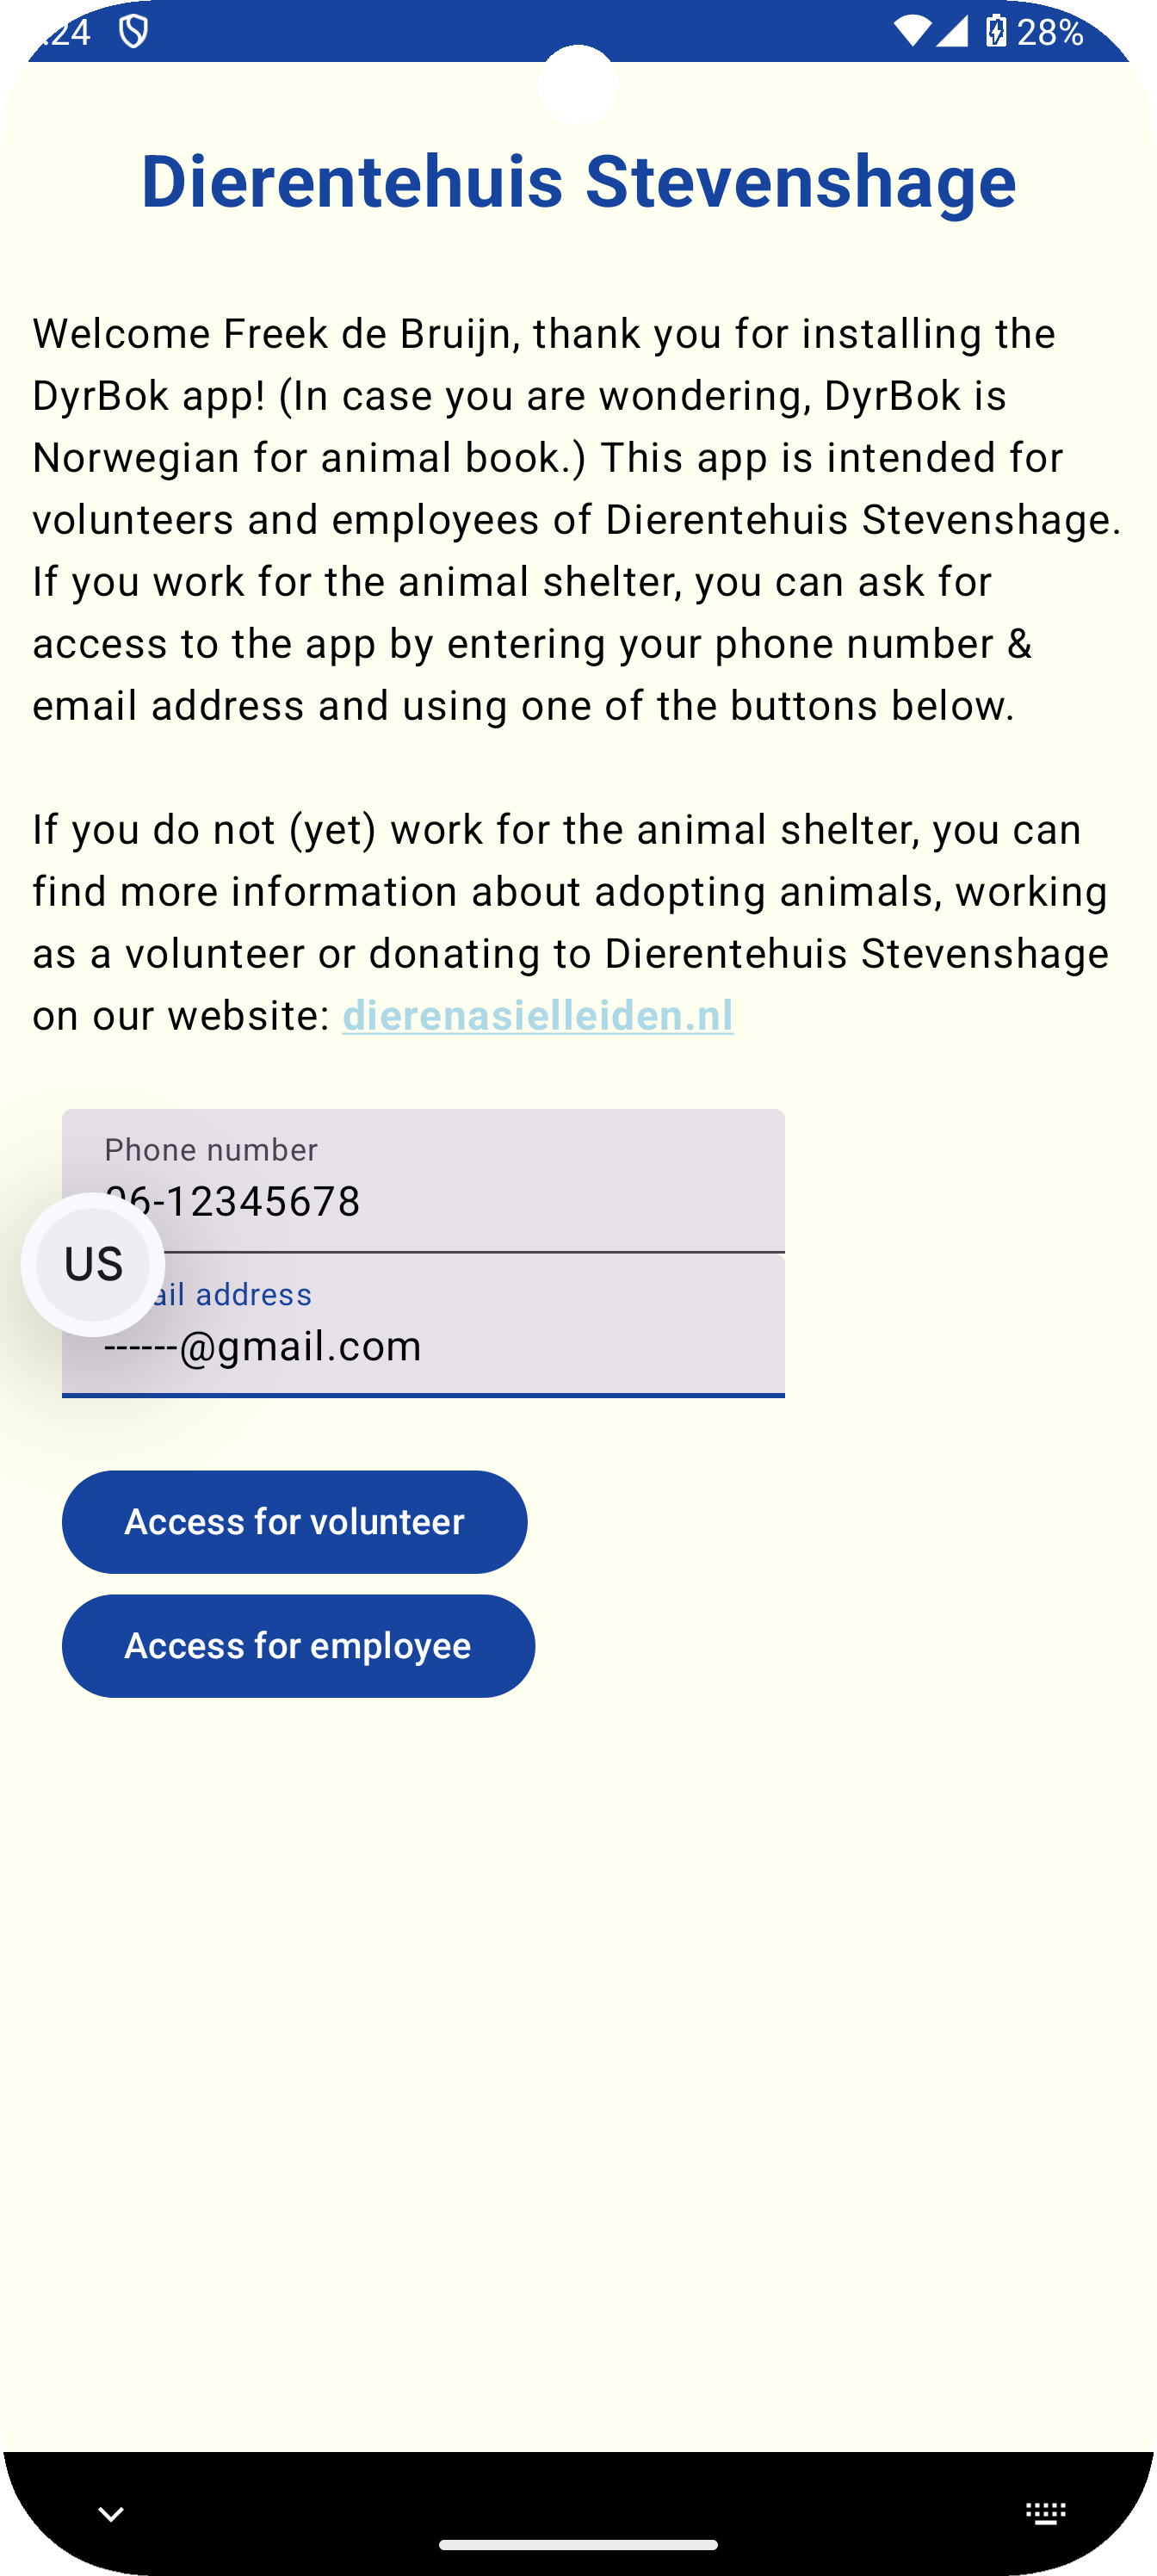 :24
28%
Dierentehuis Stevenshage
Welcome Freek de Bruijn, thank you for installing the
DyrBok app! (In case you are wondering, DyrBok is
Norwegian for animal book.) This app is intended for
volunteers and employees of Dierentehuis Stevenshage.
If you work for the animal shelter, you can ask for
access to the app by entering your phone number &
email address and using one of the buttons below.
If you do not (yet) work for the animal shelter, you can
find more information about adopting animals, working
as a volunteer or donating to Dierentehuis Stevenshage
on our website: dierenasielleiden.nl
Phone number
06-12345678
US
ail address
------@gmail.com
Access for volunteer
Access for employee